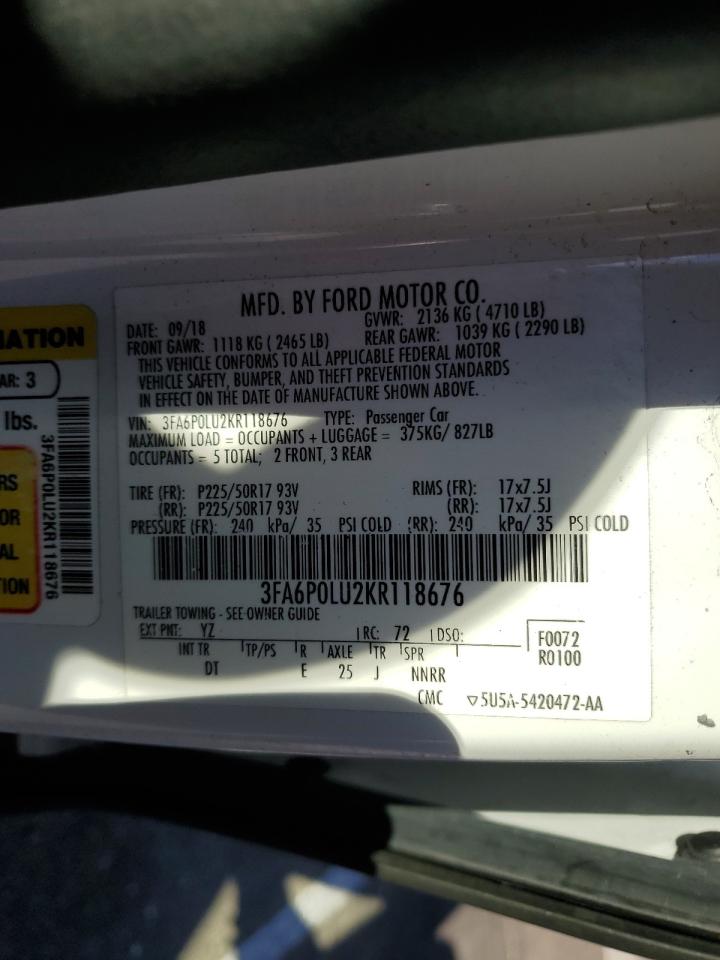 MFD. BY FORD MOTOR CO.
DATE: 09/18 GVWR: 2136 KG ( 4710 LB)
FRONT GAWR: 1118 KG ( 2465 LB) REAR GAWR: 1039 KG ( 2290 LB)
THIS VEHICLE CONFORMS TO ALL APPLICABLE FEDERAL MOTOR
VEHICLE SAFETY, BUMPER, AND THEFT PREVENTION STANDARDS
IN EFFECT ON THE DATE OF MANUFACTURE SHOWN ABOVE.
VIN: 3FA6P0LU2KR118676 TYPE: Passenger Car
MAXIMUM LOAD = OCCUPANTS + LUGGAGE = 375KG/ 827LB
OCCUPANTS = 5 TOTAL; 2 FRONT, 3 REAR
TIRE (FR): P225/50R17 93V RIMS (FR): 17x7.5J
(RR): P225/50R17 93V (RR): 17x7.5J
PRESSURE (FR): 240 kPa/ 35 PSI COLD (RR): 240 kPa/ 35 PSI COLD
3FA6P0LU2KR118676
TRAILER TOWING - SEE OWNER GUIDE
EXT PNT: YZ RC: 72 DSO:
INT TR TP/PS R AXLE TR SPR
DT E 25 J NNRR
F0072
R0100
CMC ▽5U5A-5420472-AA
MATION
AR: 3
lbs.
3FA6P0LU2KR118676
RS
OR
AL
INFA